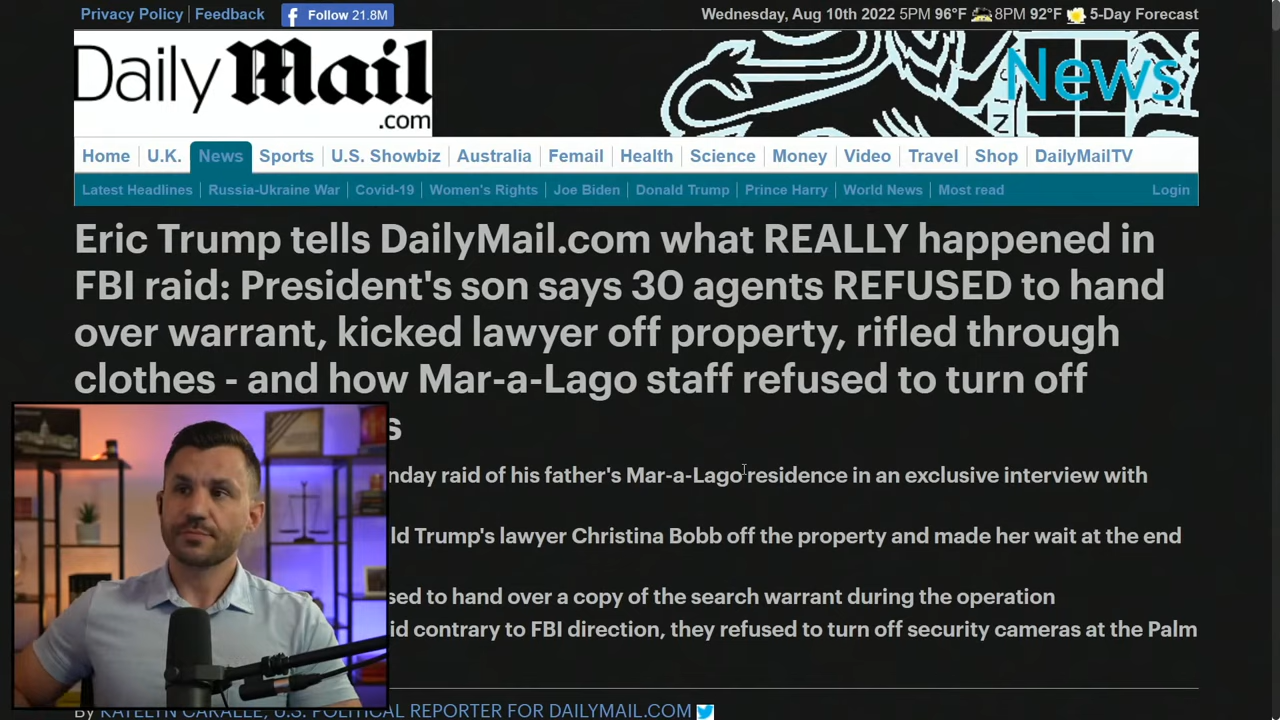 Privacy Policy Feedback Follow 21.8M Wednesday, Aug 10th 2022 5PM 96°F 8PM 92°F 5-Day Forecast
Daily Mail
.com
News
Home U.K. News Sports U.S. Showbiz Australia Femail Health Science Money Video Travel Shop DailyMailTV
Latest Headlines Russia-Ukraine War Covid-19 Women's Rights Joe Biden Donald Trump Prince Harry World News Most read Login
Eric Trump tells DailyMail.com what REALLY happened in
FBI raid: President's son says 30 agents REFUSED to hand
over warrant, kicked lawyer off property, rifled through
clothes - and how Mar-a-Lago staff refused to turn off
s
nday raid of his father's Mar-a-Lago residence in an exclusive interview with
ld Trump's lawyer Christina Bobb off the property and made her wait at the end
sed to hand over a copy of the search warrant during the operation
id contrary to FBI direction, they refused to turn off security cameras at the Palm
By KATELYN CARALLE, U.S. POLITICAL REPORTER FOR DAILYMAIL.COM